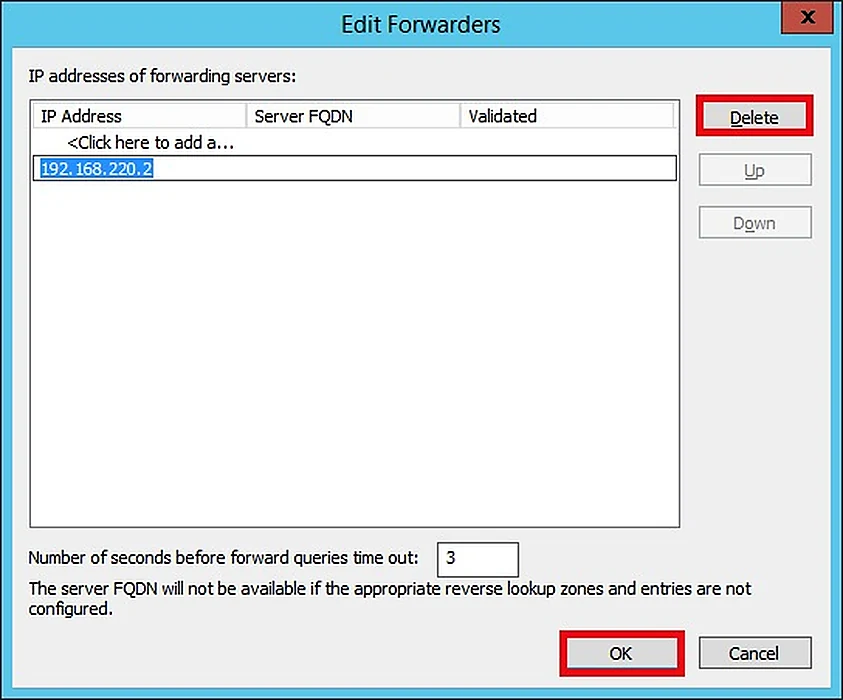 Edit Forwarders
x
IP addresses of forwarding servers:
IP Address Server FQDN Validated
<Click here to add a...
192.168.220.2
Delete
Up
Down
Number of seconds before forward queries time out: 3
The server FQDN will not be available if the appropriate reverse lookup zones and entries are not
configured.
OK Cancel